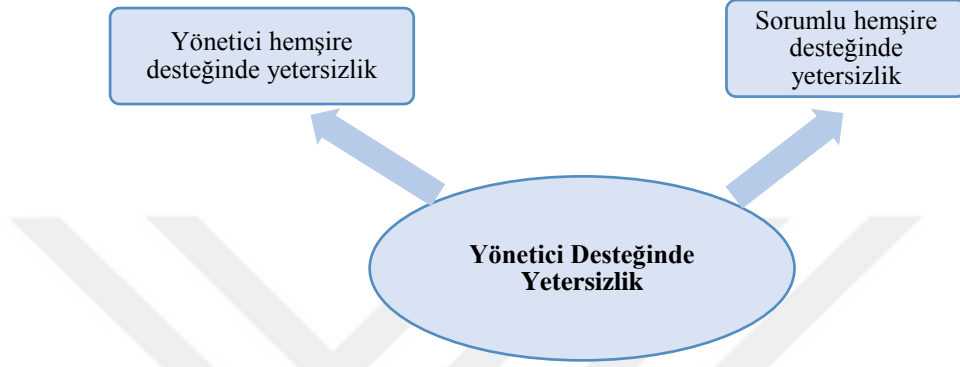 Yönetici hemşire
desteğinde yetersizlik
Sorumlu hemşire
desteğinde
yetersizlik
Yönetici Desteğinde
Yetersizlik